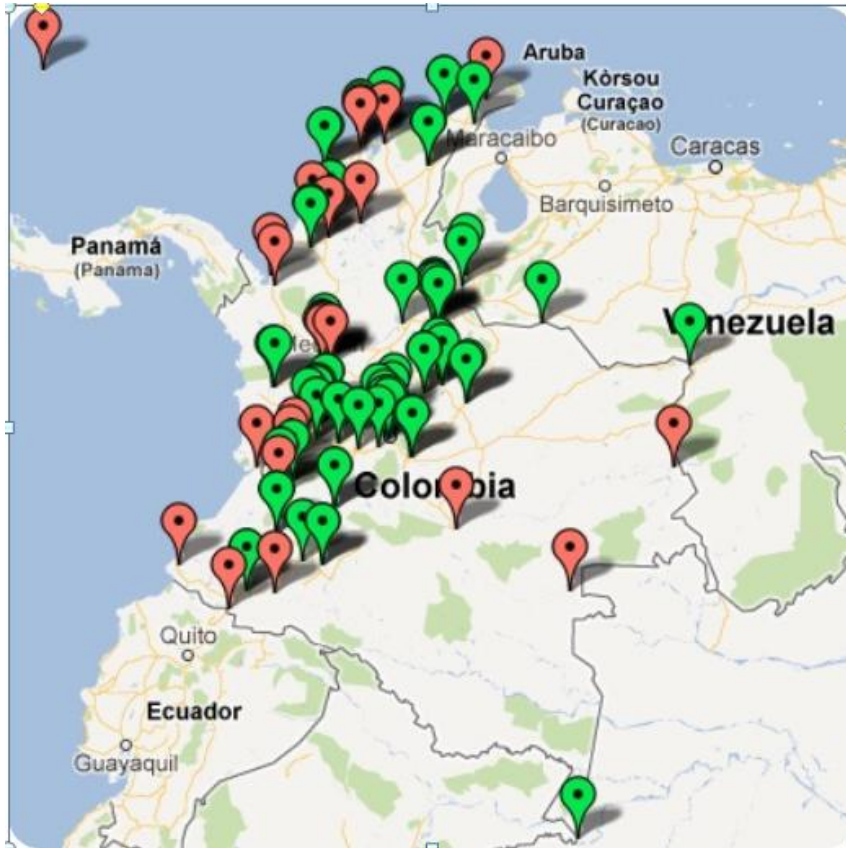 Aruba
Kòrsou
Curaçao
(Curacao)
Maracaibo
Caracas
Barquisimeto
Panamá
(Panama)
Venezuela
Colombia
Quito
Ecuador
Guayaquil